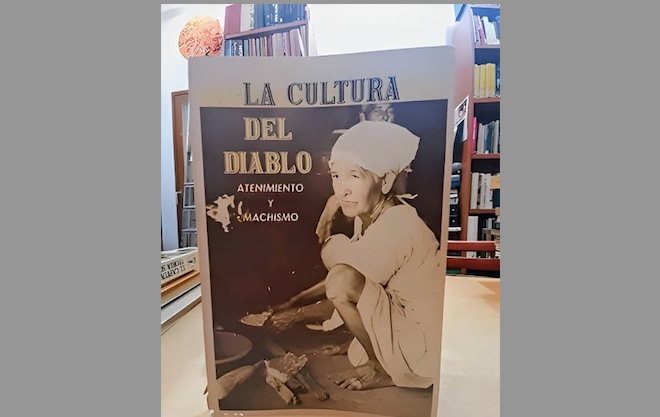 LA CULTURA
DEL
DIABLO
ATENIMIENTO
Y
MACHISMO